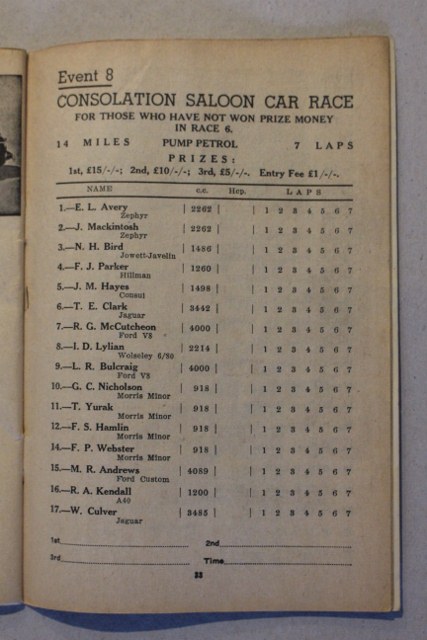 Event 8
CONSOLATION SALOON CAR RACE
FOR THOSE WHO HAVE NOT WON PRIZE MONEY
IN RACE 6.
14 MILES PUMP PETROL 7 LAPS
PRIZES:
1st, £15/-/-; 2nd, £10/-/-; 3rd, £5/-/-. Entry Fee £1/-/-.
NAME c.c. Hcp. LAPS
1.—E. L. Avery | 2262 | | 1 2 3 4 5 6 7
Zephyr
2.—J. Mackintosh | 2262 | | 1 2 3 4 5 6 7
Zephyr
3.—N. H. Bird | 1486 | | 1 2 3 4 5 6 7
Jowett-Javelin
4.—F. J. Parker | 1260 | | 1 2 3 4 5 6 7
Hillman
5.—J. M. Hayes | 1498 | | 1 2 3 4 5 6 7
Consul
6.—T. E. Clark | 3442 | | 1 2 3 4 5 6 7
Jaguar
7.—R. G. McCutcheon | 4000 | | 1 2 3 4 5 6 7
Ford V8
8.—I. D. Lylian | 2214 | | 1 2 3 4 5 6 7
Wolseley 6/80
9.—L. R. Bulcraig | 4000 | | 1 2 3 4 5 6 7
Ford V8
10.—G. C. Nicholson | 918 | | 1 2 3 4 5 6 7
Morris Minor
11.—T. Yurak | 918 | | 1 2 3 4 5 6 7
Morris Minor
12.—F. S. Hamlin | 918 | | 1 2 3 4 5 6 7
Morris Minor
14.—F. P. Webster | 918 | | 1 2 3 4 5 6 7
Morris Minor
15.—M. R. Andrews | 4089 | | 1 2 3 4 5 6 7
Ford Custom
16.—R. A. Kendall | 1200 | | 1 2 3 4 5 6 7
A40
17.—W. Culver | 3485 | | 1 2 3 4 5 6 7
Jaguar
1st 2nd
3rd Time
33